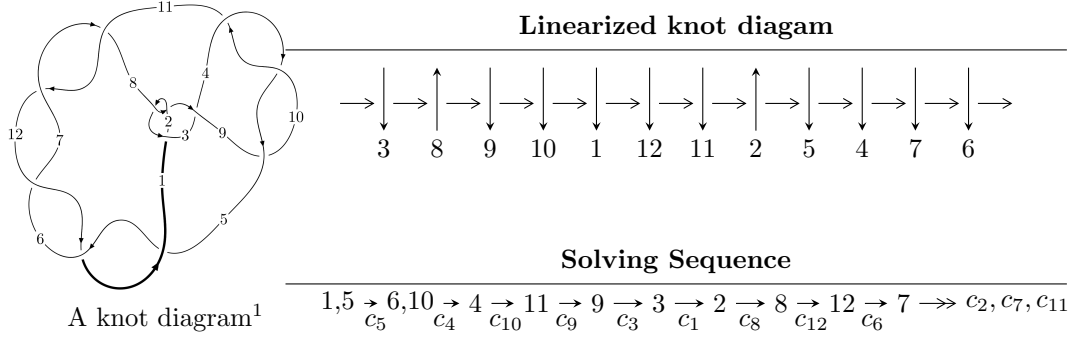 11
8
4
2
3
9
10
12
7
1
6
5
A knot diagram¹
Linearized knot diagam
3 8 9 10 1 12 11 2 5 4 7 6
Solving Sequence
1,5 → 6,10 → 4 → 11 → 9 → 3 → 2 → 8 → 12 → 7 →→ c₂, c₇, c₁₁
c₅ c₄ c₁₀ c₉ c₃ c₁ c₈ c₁₂ c₆